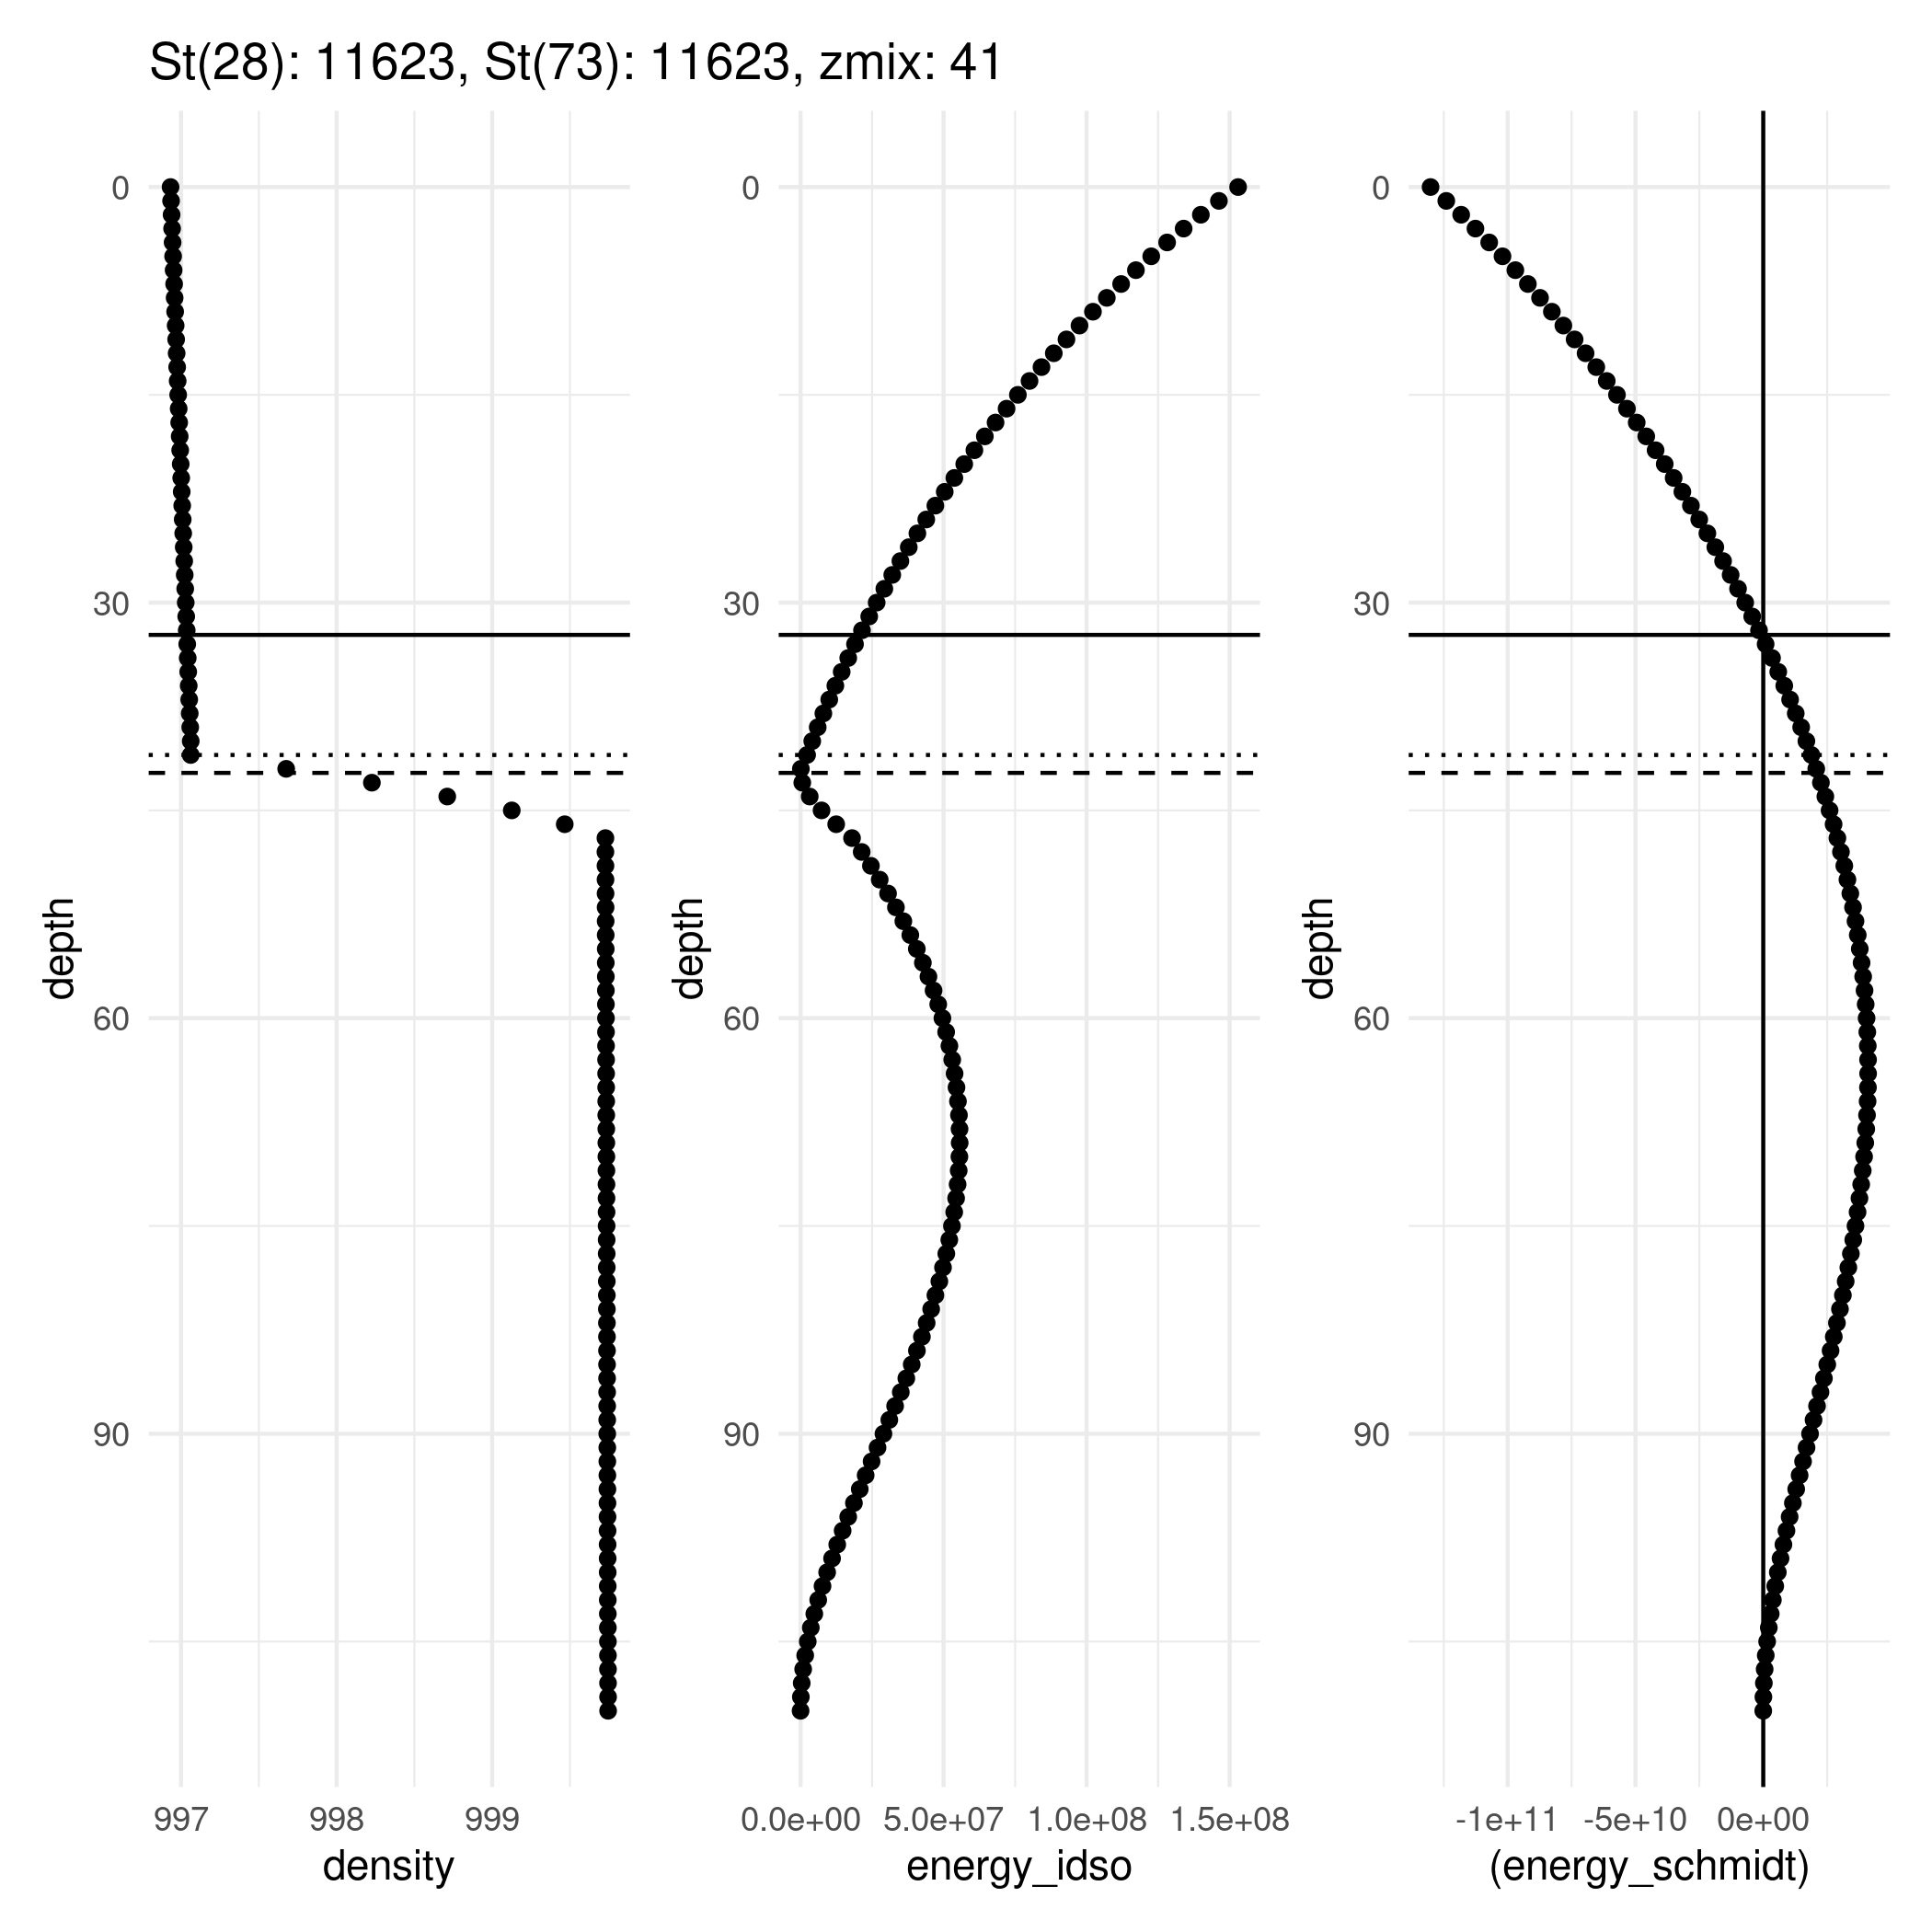 St(28): 11623, St(73): 11623, zmix: 41
depth
0
30
60
90
997
998
999
density
depth
0
30
60
90
0.0e+00
5.0e+07
1.0e+08
1.5e+08
energy_idso
depth
0
30
60
90
-1e+11
-5e+10
0e+00
(energy_schmidt)